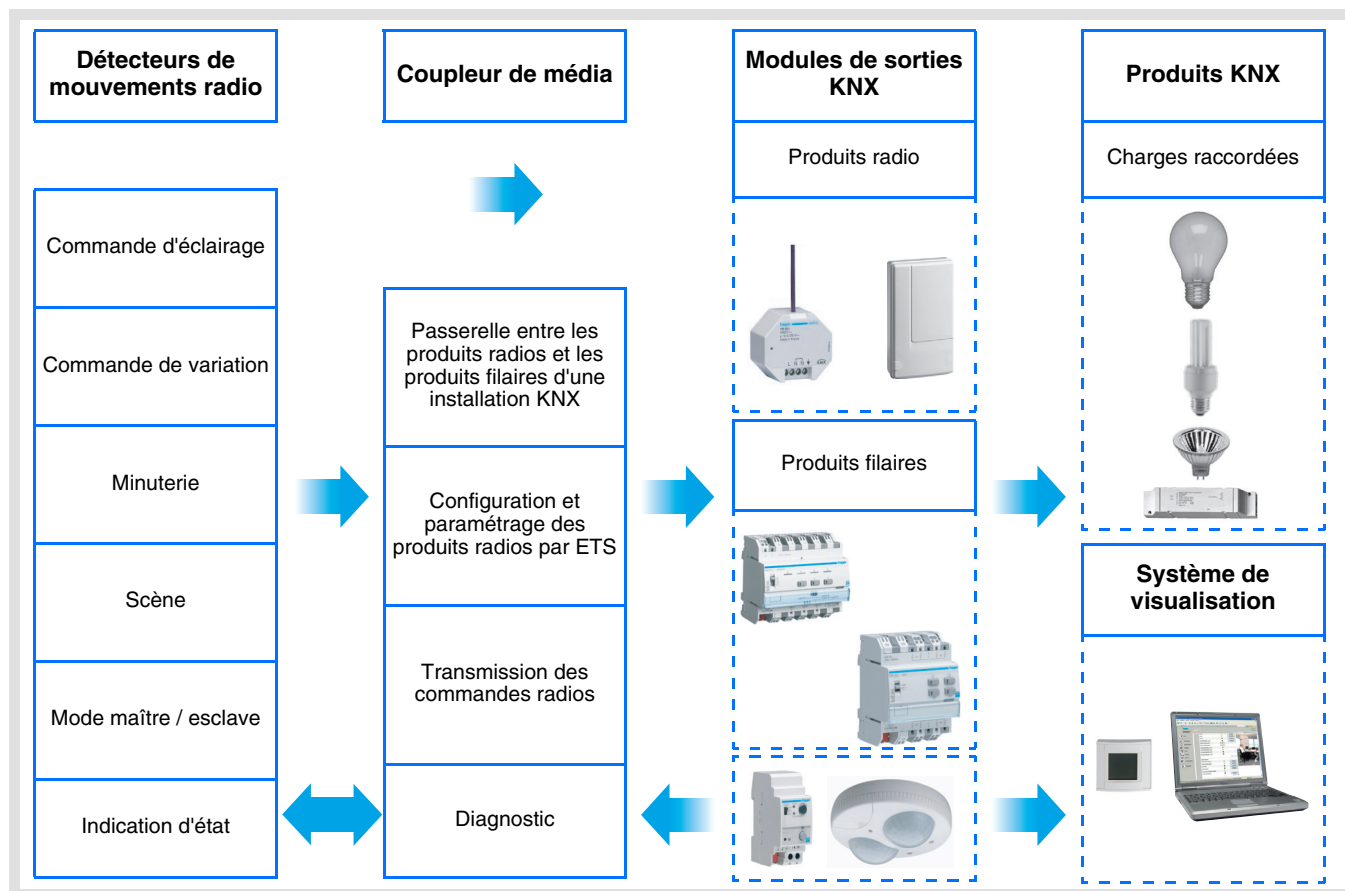 Détecteurs de
mouvements radio
Commande d'éclairage
Commande de variation
Minuterie
Scène
Mode maître / esclave
Indication d'état
Coupleur de média
Passerelle entre les
produits radios et les
produits filaires d'une
installation KNX
Configuration et
paramétrage des
produits radios par ETS
Transmission des
commandes radios
Diagnostic
Modules de sorties
KNX
Produits radio
Produits filaires
Produits KNX
Charges raccordées
Système de
visualisation